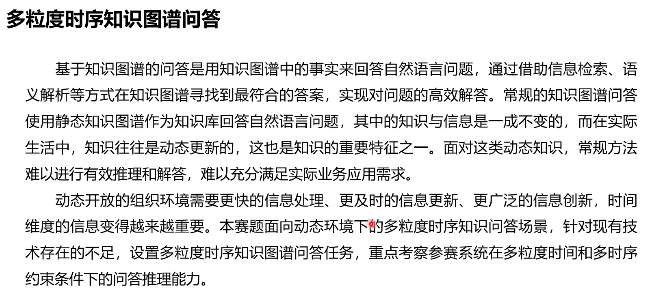 多粒度时序知识图谱问答
基于知识图谱的问答是用知识图谱中的事实来回答自然语言问题，通过借助信息检索、语
义解析等方式在知识图谱寻找到最符合的答案，实现对问题的高效解答。常规的知识图谱问答
使用静态知识图谱作为知识库回答自然语言问题，其中的知识与信息是一成不变的，而在实际
生活中，知识往往是动态更新的，这也是知识的重要特征之一。面对这类动态知识，常规方法
难以进行有效推理和解答，难以充分满足实际业务应用需求。
动态开放的组织环境需要更快的信息处理、更及时的信息更新、更广泛的信息创新，时间
维度的信息变得越来越重要。本赛题面向动态环境下的多粒度时序知识问答场景，针对现有技
术存在的不足，设置多粒度时序知识图谱问答任务，重点考察参赛系统在多粒度时间和多时序
约束条件下的问答推理能力。